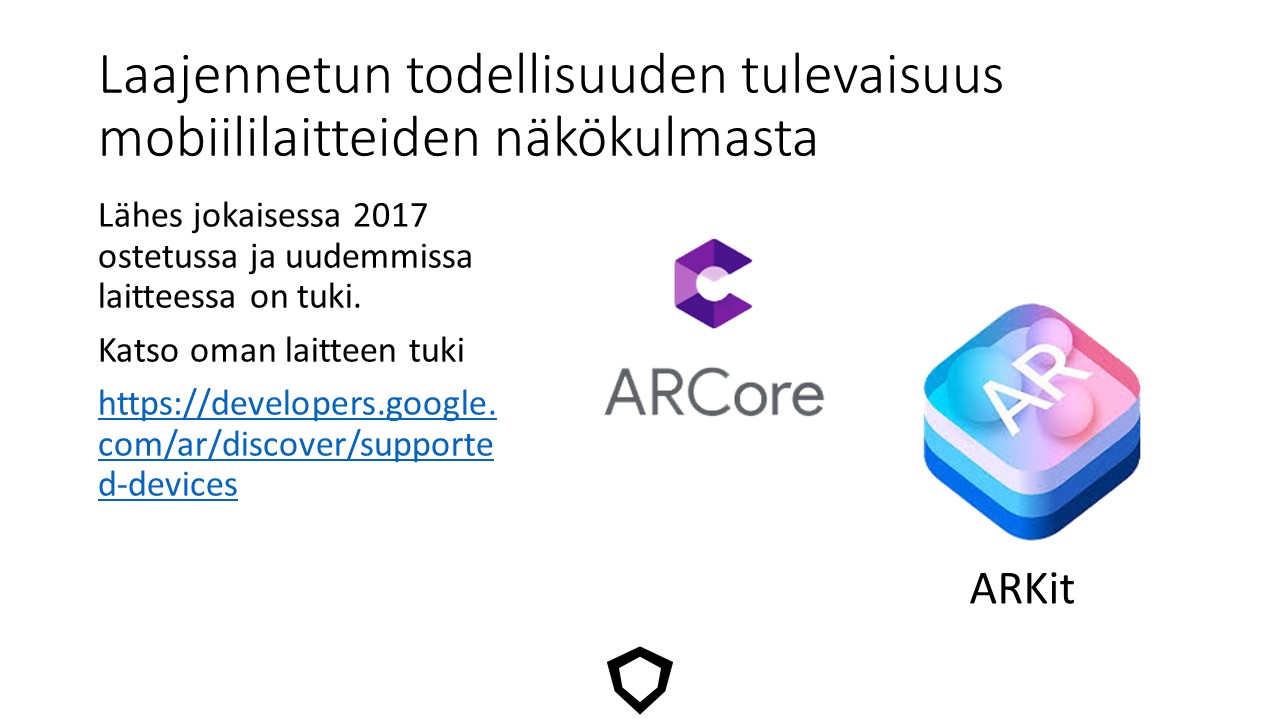 Laajennetun todellisuuden tulevaisuus
mobiililaitteiden näkökulmasta
Lähes jokaisessa 2017
ostetussa ja uudemmissa
laitteessa on tuki.
Katso oman laitteen tuki
https://developers.google.
com/ar/discover/supporte
d-devices
ARCore
AR
ARKit